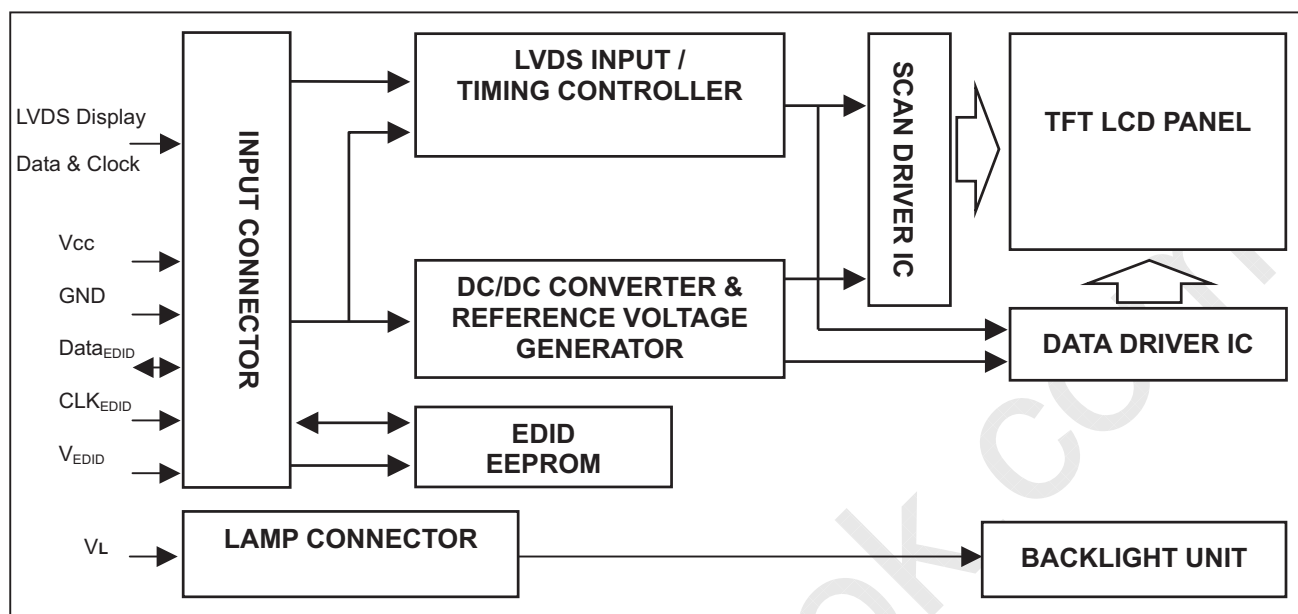 LVDS Display
Data & Clock
Vcc
GND
DataEDID
CLKEDID
VEDID
VL
INPUT CONNECTOR
LVDS INPUT /
TIMING CONTROLLER
DC/DC CONVERTER &
REFERENCE VOLTAGE
GENERATOR
EDID
EEPROM
SCAN DRIVER IC
TFT LCD PANEL
DATA DRIVER IC
LAMP CONNECTOR
BACKLIGHT UNIT